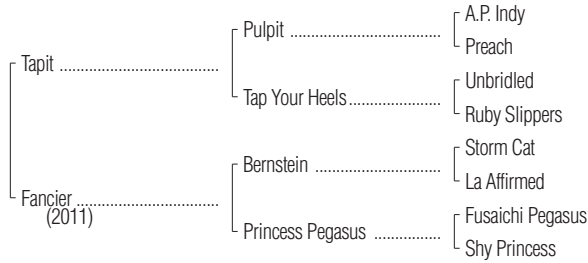 A.P. Indy
Pulpit ..............................
Preach
Tapit ..................................................
Unbridled
Tap Your Heels.............................
Ruby Slippers
Storm Cat
Bernstein ........................................
La Affirmed
Fancier ..........................................
(2011)
Fusaichi Pegasus
Princess Pegasus .....................
Shy Princess